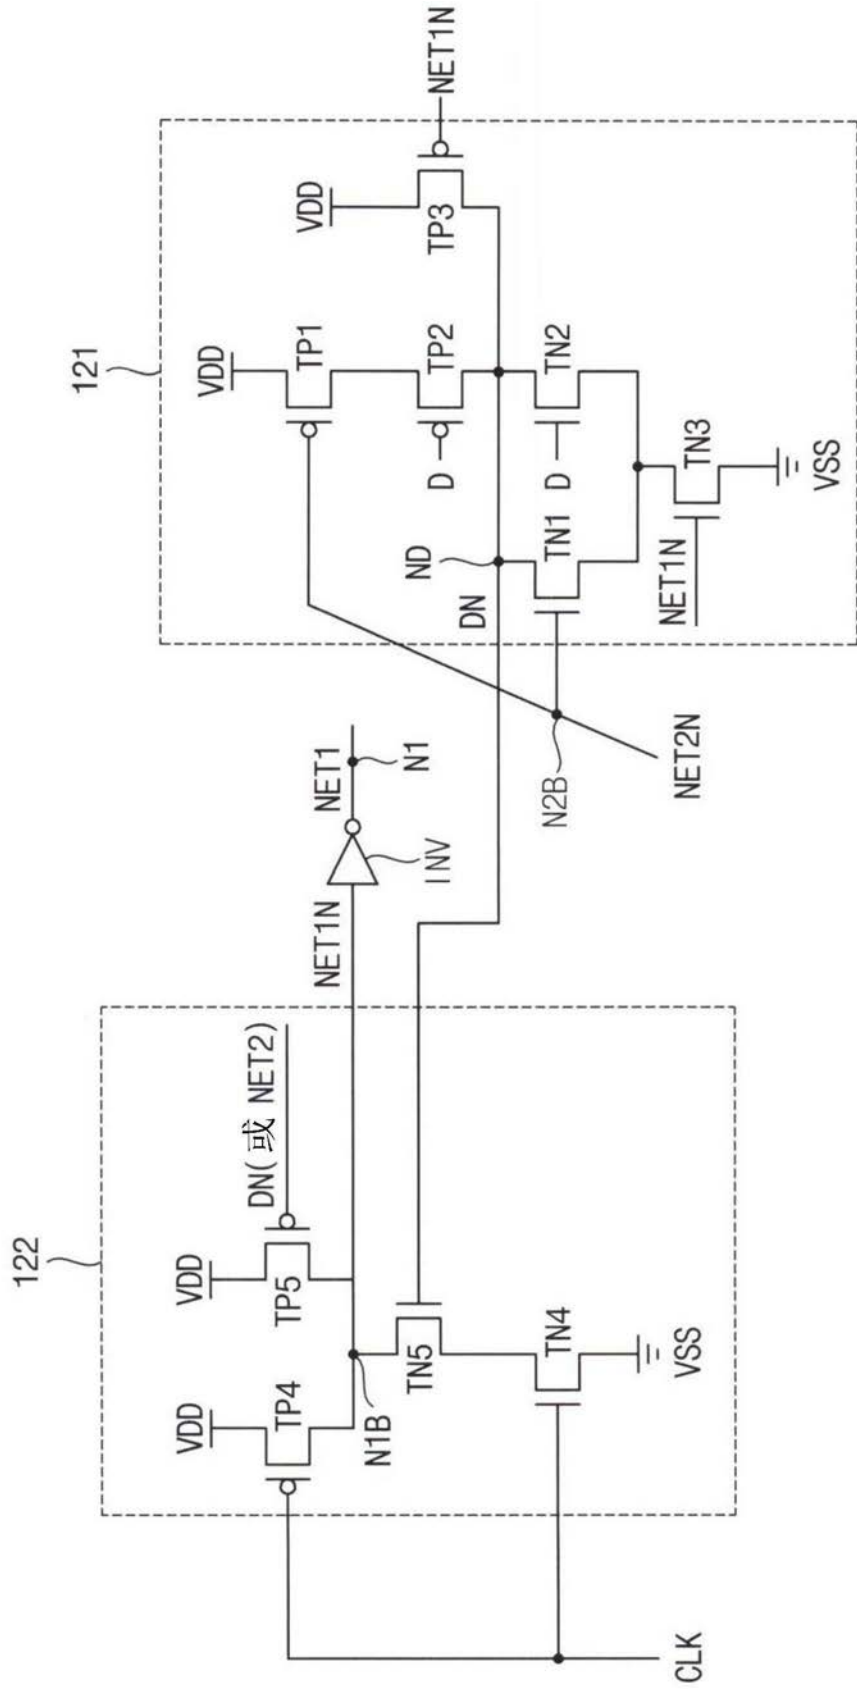 122
121
VDD
VDD
DN(或 NET2)
TP4
TP5
N1B
TN5
TN4
VSS
CLK
NET1N
NET1
INV
N1
VDD
VDD
TP1
TP2
TP3
NET1N
D
D
ND
DN
TN1
TN2
N2B
NET2N
NET1N
TN3
VSS